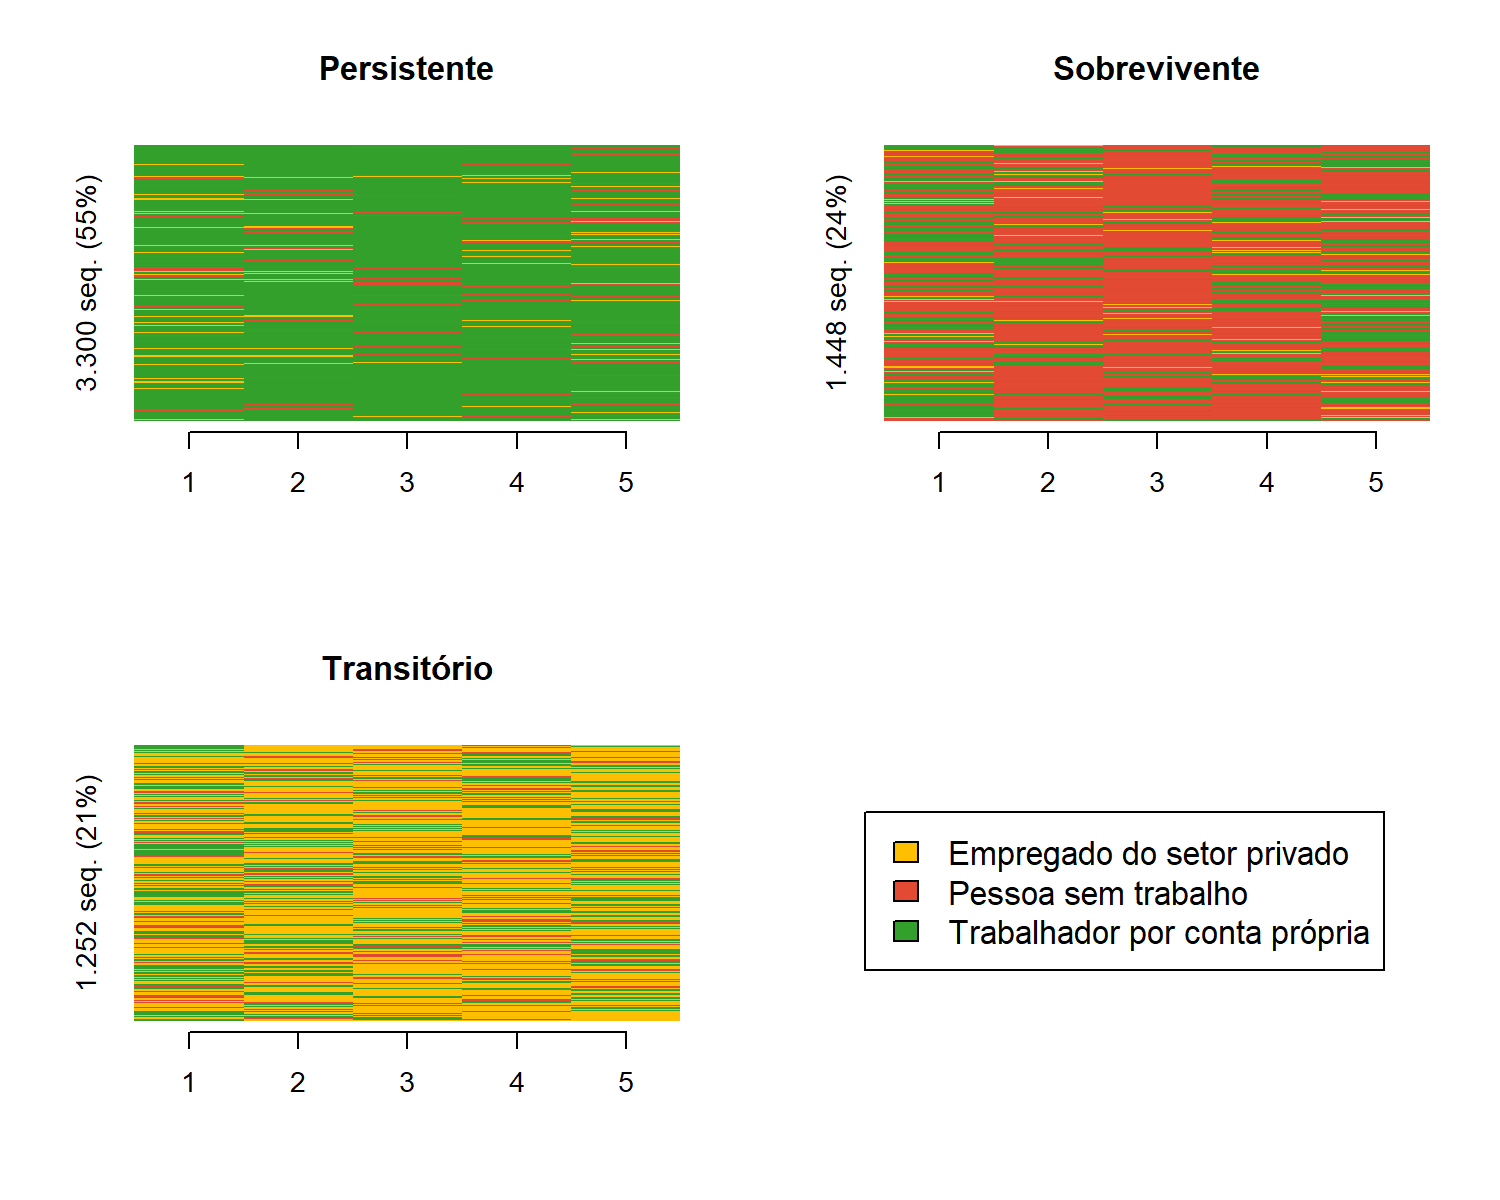 Persistente
3.300 seq. (55%)
1 2 3 4 5
Sobrevivente
1.448 seq. (24%)
1 2 3 4 5
Transitório
1.252 seq. (21%)
1 2 3 4 5
Empregado do setor privado
Pessoa sem trabalho
Trabalhador por conta própria